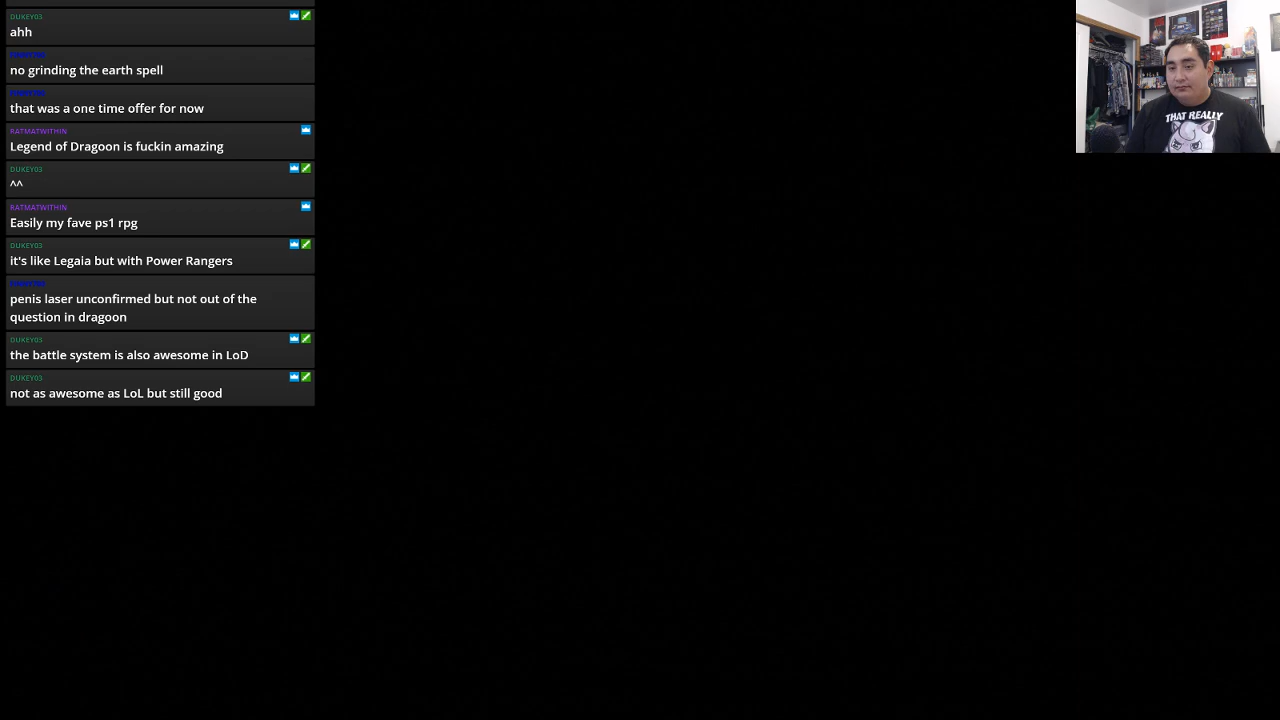 DUKEY03
ahh
no grinding the earth spell
that was a one time offer for now
RATMATWITHIN
Legend of Dragoon is fuckin amazing
DUKEY03
^^
RATMATWITHIN
Easily my fave ps1 rpg
DUKEY03
it's like Legaia but with Power Rangers
penis laser unconfirmed but not out of the
question in dragoon
DUKEY03
the battle system is also awesome in LoD
DUKEY03
not as awesome as LoL but still good
THAT REALLY